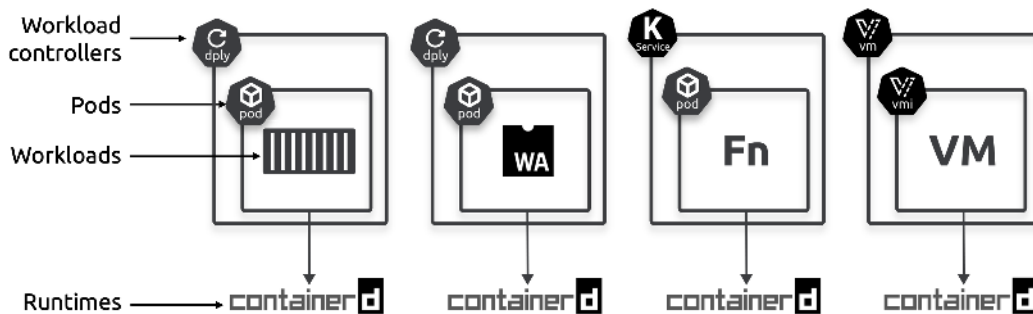 Workload
controllers
dply
dply
K
Service
vm
Pods
pod
pod
pod
vmi
Workloads
WA
Fn
VM
Runtimes
containerd
containerd
containerd
containerd